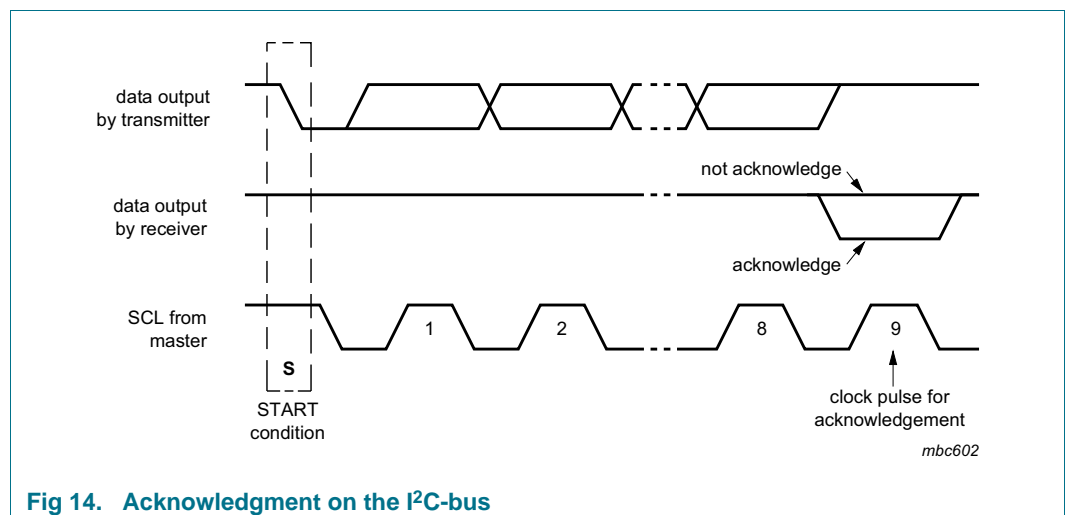 data output
by transmitter
not acknowledge
data output
by receiver
acknowledge
SCL from
master
1
2
8
9
S
START
condition
clock pulse for
acknowledgement
mbc602
Fig 14. Acknowledgment on the I²C-bus